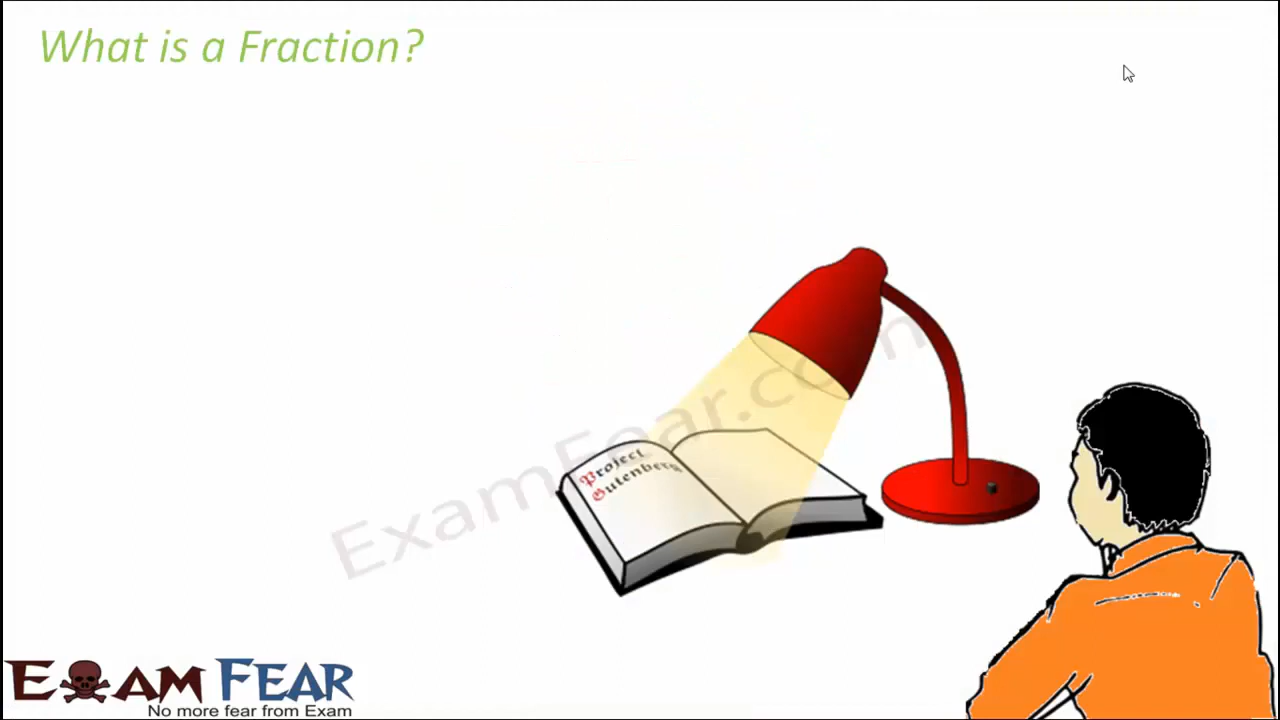 What is a Fraction?
Project
Gutenberg
ExamFear.com
EXAM FEAR
No more fear from Exam